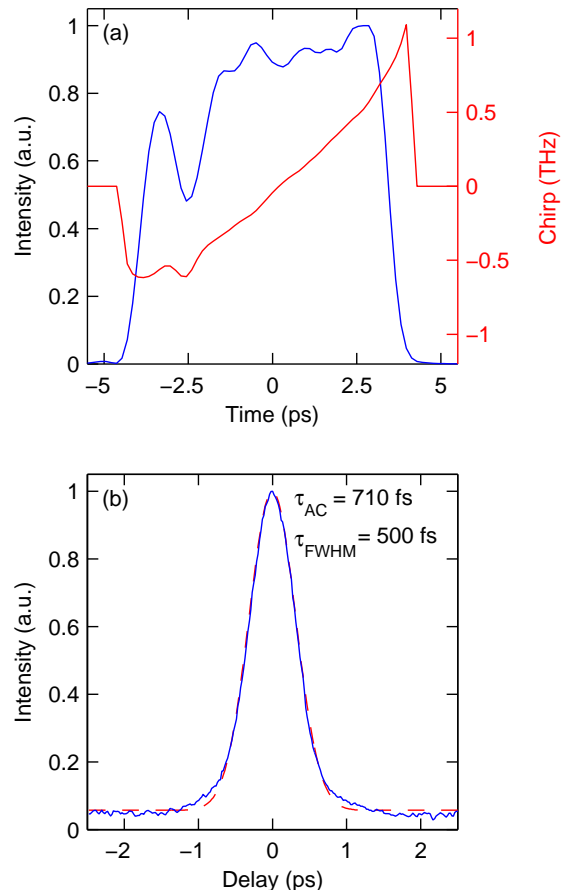 (a)
1
0.8
0.6
0.4
0.2
0
Intensity (a.u.)
1
0.5
0
−0.5
−1
Chirp (THz)
−5 −2.5 0 2.5 5
Time (ps)
(b)
τAC = 710 fs
τFWHM = 500 fs
1
0.8
0.6
0.4
0.2
0
Intensity (a.u.)
−2 −1 0 1 2
Delay (ps)